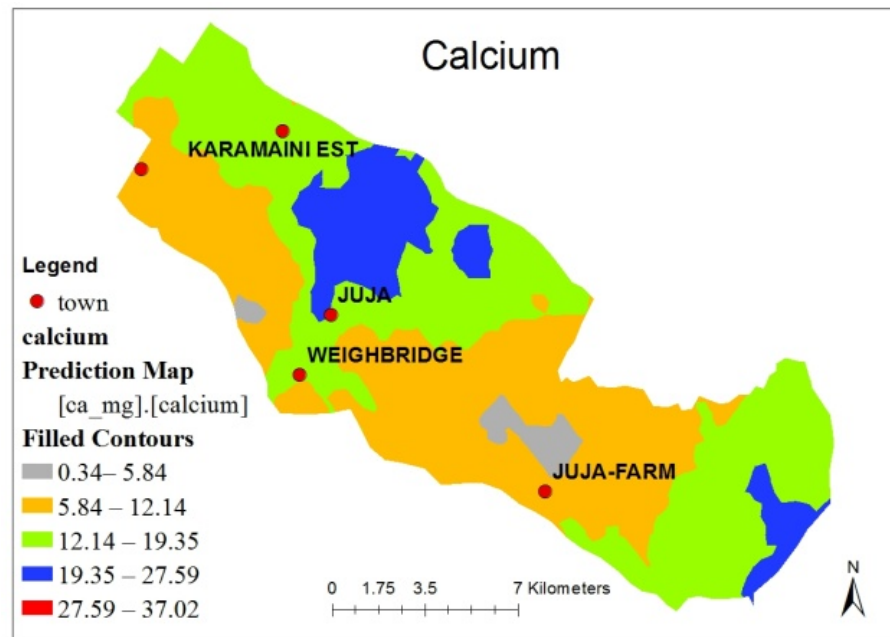 Calcium
KARAMAINI EST
JUJA
WEIGHBRIDGE
JUJA-FARM
Legend
town
calcium
Prediction Map
[ca_mg].[calcium]
Filled Contours
0.34– 5.84
5.84 – 12.14
12.14 – 19.35
19.35 – 27.59
27.59 – 37.02
0 1.75 3.5 7 Kilometers
N